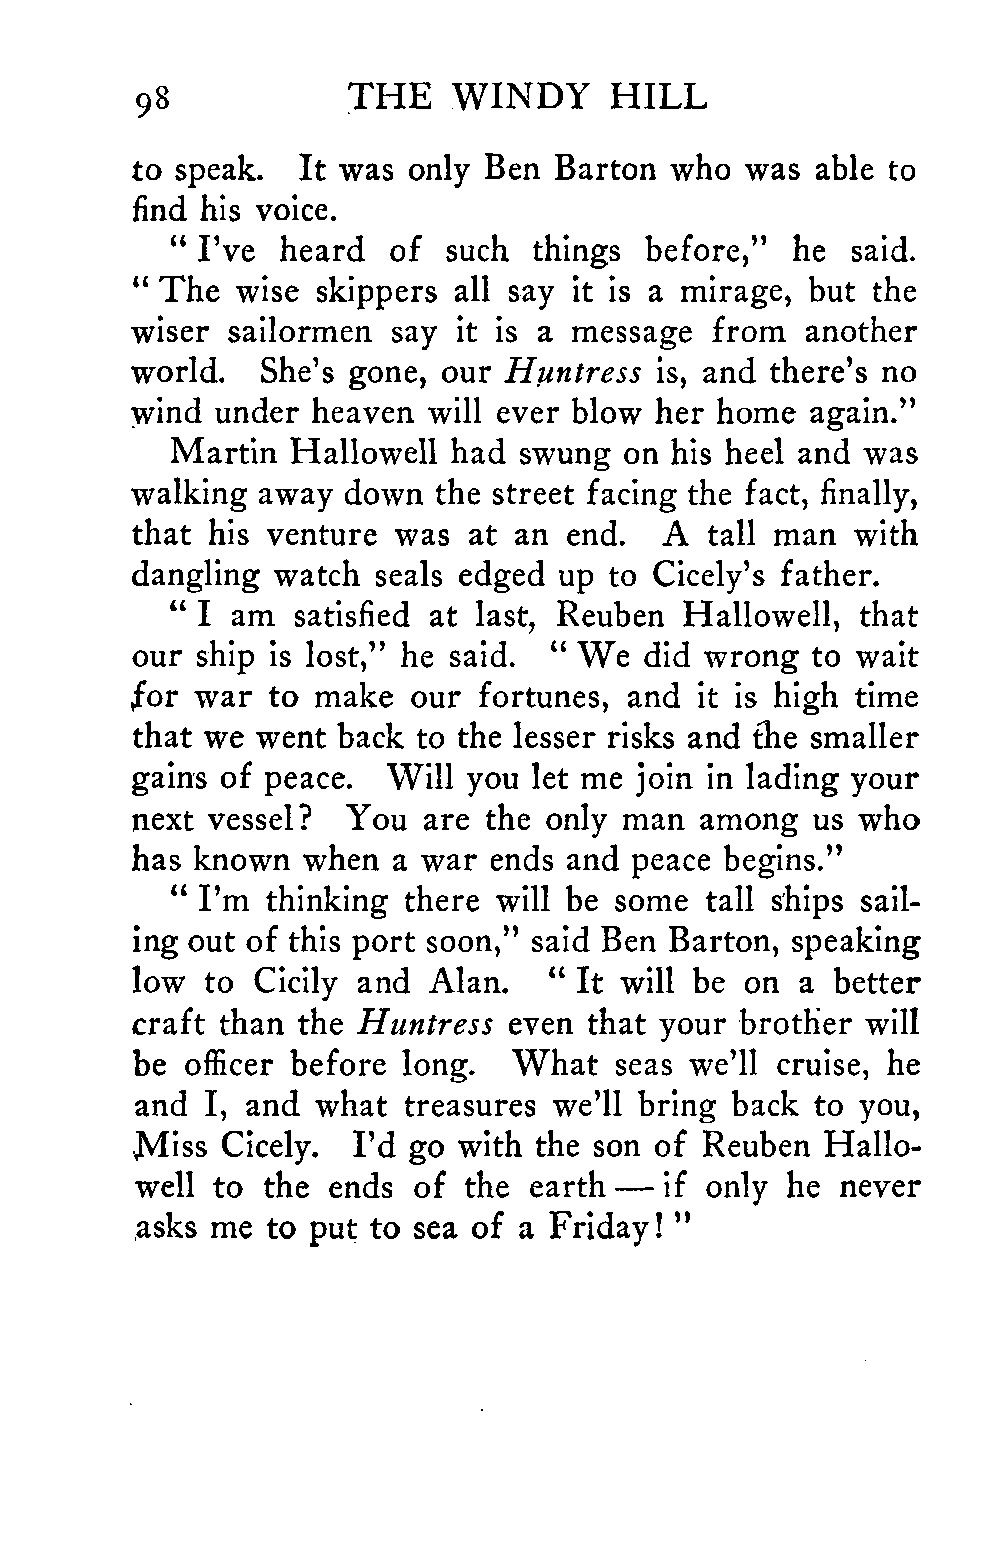 98 THE WINDY HILL
to speak. It was only Ben Barton who was able to
find his voice.
“ I’ve heard of such things before,” he said.
“ The wise skippers all say it is a mirage, but the
wiser sailormen say it is a message from another
world. She’s gone, our Huntress is, and there’s no
wind under heaven will ever blow her home again.”
Martin Hallowell had swung on his heel and was
walking away down the street facing the fact, finally,
that his venture was at an end. A tall man with
dangling watch seals edged up to Cicely’s father.
“ I am satisfied at last, Reuben Hallowell, that
our ship is lost,” he said. “ We did wrong to wait
for war to make our fortunes, and it is high time
that we went back to the lesser risks and the smaller
gains of peace. Will you let me join in lading your
next vessel? You are the only man among us who
has known when a war ends and peace begins.”
“ I’m thinking there will be some tall ships sail-
ing out of this port soon,” said Ben Barton, speaking
low to Cicily and Alan. “ It will be on a better
craft than the Huntress even that your brother will
be officer before long. What seas we’ll cruise, he
and I, and what treasures we’ll bring back to you,
Miss Cicely. I’d go with the son of Reuben Hallo-
well to the ends of the earth — if only he never
asks me to put to sea of a Friday! ”